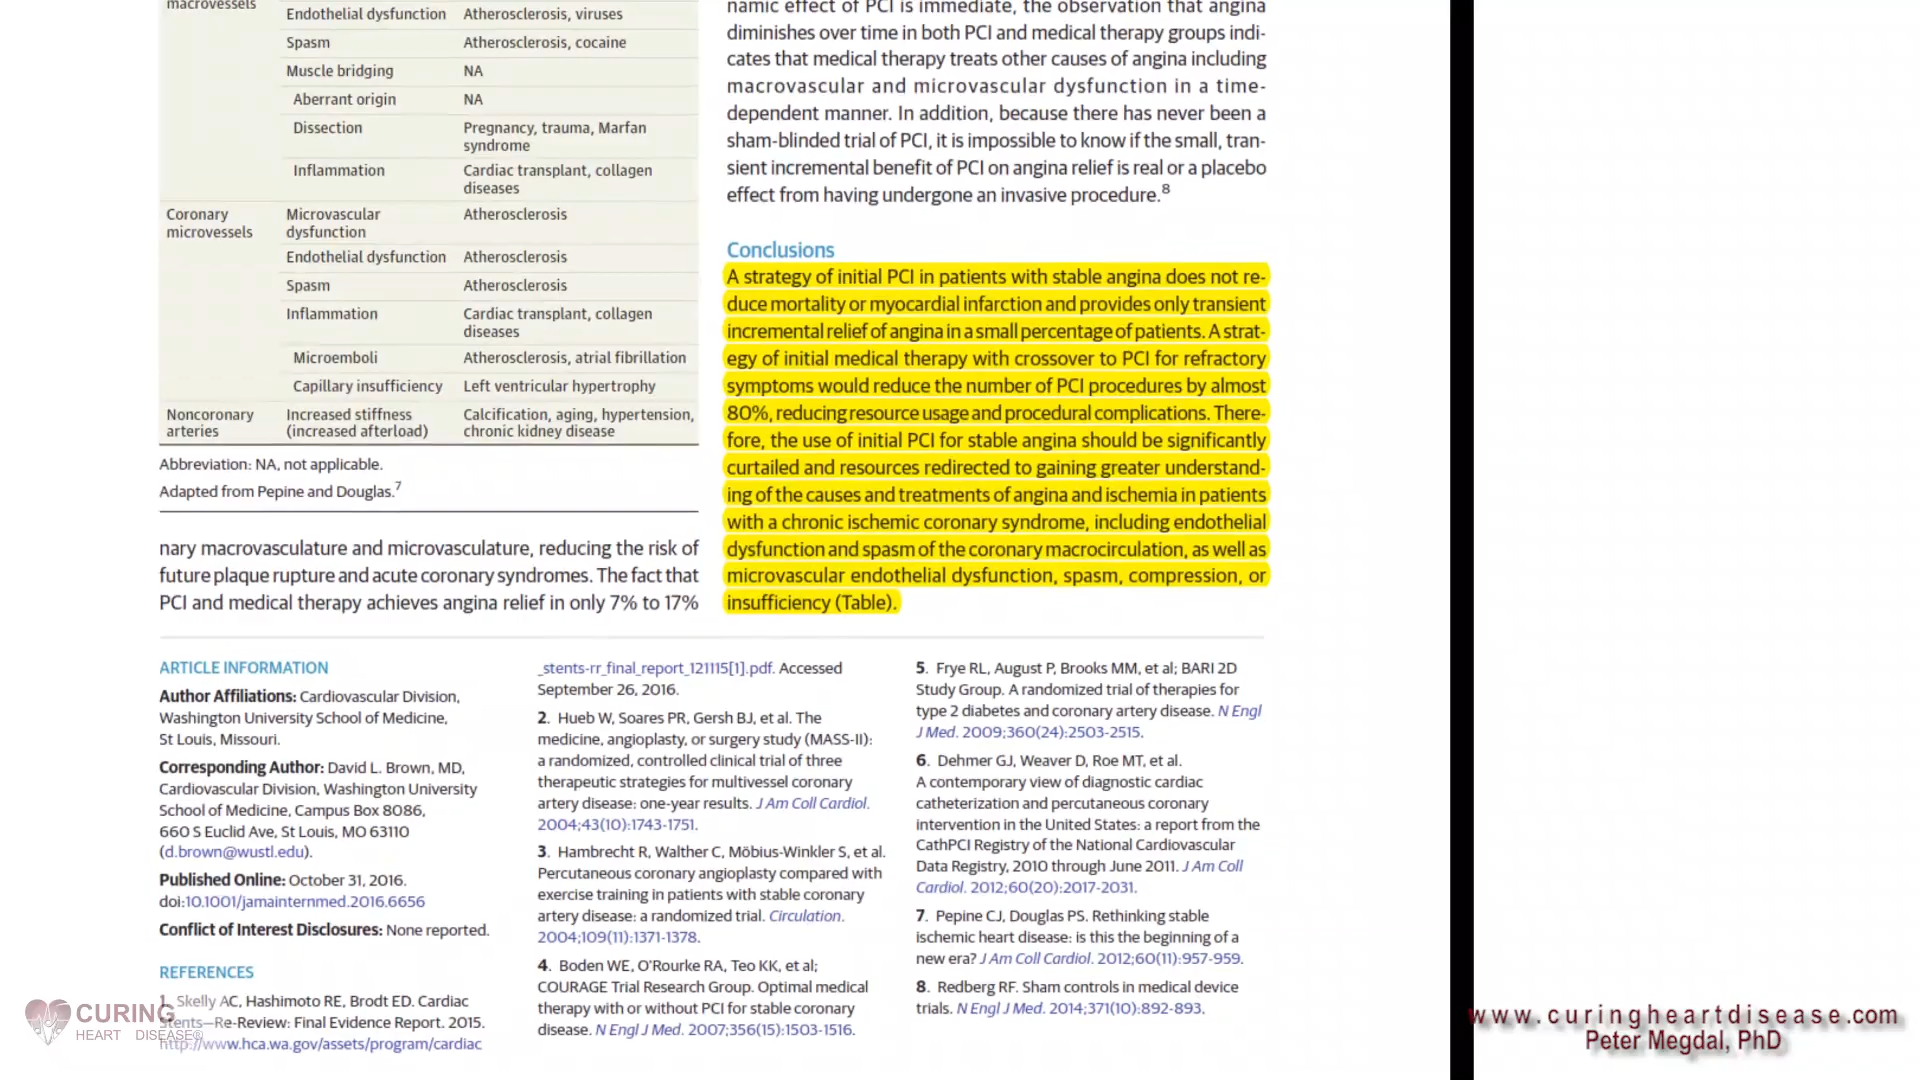 macrovessels
Endothelial dysfunction Atherosclerosis, viruses
Spasm Atherosclerosis, cocaine
Muscle bridging NA
Aberrant origin NA
Dissection Pregnancy, trauma, Marfan
syndrome
Inflammation Cardiac transplant, collagen
diseases
Coronary Microvascular Atherosclerosis
microvessels dysfunction
Endothelial dysfunction Atherosclerosis
Spasm Atherosclerosis
Inflammation Cardiac transplant, collagen
diseases
Microemboli Atherosclerosis, atrial fibrillation
Capillary insufficiency Left ventricular hypertrophy
Noncoronary Increased stiffness Calcification, aging, hypertension,
arteries (increased afterload) chronic kidney disease
Abbreviation: NA, not applicable.
Adapted from Pepine and Douglas.7
nary macrovasculature and microvasculature, reducing the risk of
future plaque rupture and acute coronary syndromes. The fact that
PCI and medical therapy achieves angina relief in only 7% to 17%
namic effect of PCI is immediate, the observation that angina
diminishes over time in both PCI and medical therapy groups indi-
cates that medical therapy treats other causes of angina including
macrovascular and microvascular dysfunction in a time-
dependent manner. In addition, because there has never been a
sham-blinded trial of PCI, it is impossible to know if the small, tran-
sient incremental benefit of PCI on angina relief is real or a placebo
effect from having undergone an invasive procedure.8
Conclusions
A strategy of initial PCI in patients with stable angina does not re-
duce mortality or myocardial infarction and provides only transient
incremental relief of angina in a small percentage of patients. A strat-
egy of initial medical therapy with crossover to PCI for refractory
symptoms would reduce the number of PCI procedures by almost
80%, reducing resource usage and procedural complications. There-
fore, the use of initial PCI for stable angina should be significantly
curtailed and resources redirected to gaining greater understand-
ing of the causes and treatments of angina and ischemia in patients
with a chronic ischemic coronary syndrome, including endothelial
dysfunction and spasm of the coronary macrocirculation, as well as
microvascular endothelial dysfunction, spasm, compression, or
insufficiency (Table).
ARTICLE INFORMATION
Author Affiliations: Cardiovascular Division,
Washington University School of Medicine,
St Louis, Missouri.
Corresponding Author: David L. Brown, MD,
Cardiovascular Division, Washington University
School of Medicine, Campus Box 8086,
660 S Euclid Ave, St Louis, MO 63110
(d.brown@wustl.edu).
Published Online: October 31, 2016.
doi:10.1001/jamainternmed.2016.6656
Conflict of Interest Disclosures: None reported.
REFERENCES
1. Skelly AC, Hashimoto RE, Brodt ED. Cardiac
Stents—Re-Review: Final Evidence Report. 2015.
http://www.hca.wa.gov/assets/program/cardiac
_stents-rr_final_report_121115[1].pdf. Accessed
September 26, 2016.
2. Hueb W, Soares PR, Gersh BJ, et al. The
medicine, angioplasty, or surgery study (MASS-II):
a randomized, controlled clinical trial of three
therapeutic strategies for multivessel coronary
artery disease: one-year results. J Am Coll Cardiol.
2004;43(10):1743-1751.
3. Hambrecht R, Walther C, Möbius-Winkler S, et al.
Percutaneous coronary angioplasty compared with
exercise training in patients with stable coronary
artery disease: a randomized trial. Circulation.
2004;109(11):1371-1378.
4. Boden WE, O'Rourke RA, Teo KK, et al;
COURAGE Trial Research Group. Optimal medical
therapy with or without PCI for stable coronary
disease. N Engl J Med. 2007;356(15):1503-1516.
5. Frye RL, August P, Brooks MM, et al; BARI 2D
Study Group. A randomized trial of therapies for
type 2 diabetes and coronary artery disease. N Engl
J Med. 2009;360(24):2503-2515.
6. Dehmer GJ, Weaver D, Roe MT, et al.
A contemporary view of diagnostic cardiac
catheterization and percutaneous coronary
intervention in the United States: a report from the
CathPCI Registry of the National Cardiovascular
Data Registry, 2010 through June 2011. J Am Coll
Cardiol. 2012;60(20):2017-2031.
7. Pepine CJ, Douglas PS. Rethinking stable
ischemic heart disease: is this the beginning of a
new era? J Am Coll Cardiol. 2012;60(11):957-959.
8. Redberg RF. Sham controls in medical device
trials. N Engl J Med. 2014;371(10):892-893.
CURING
HEART DISEASE®
www.curingheartdisease.com
Peter Megdal, PhD